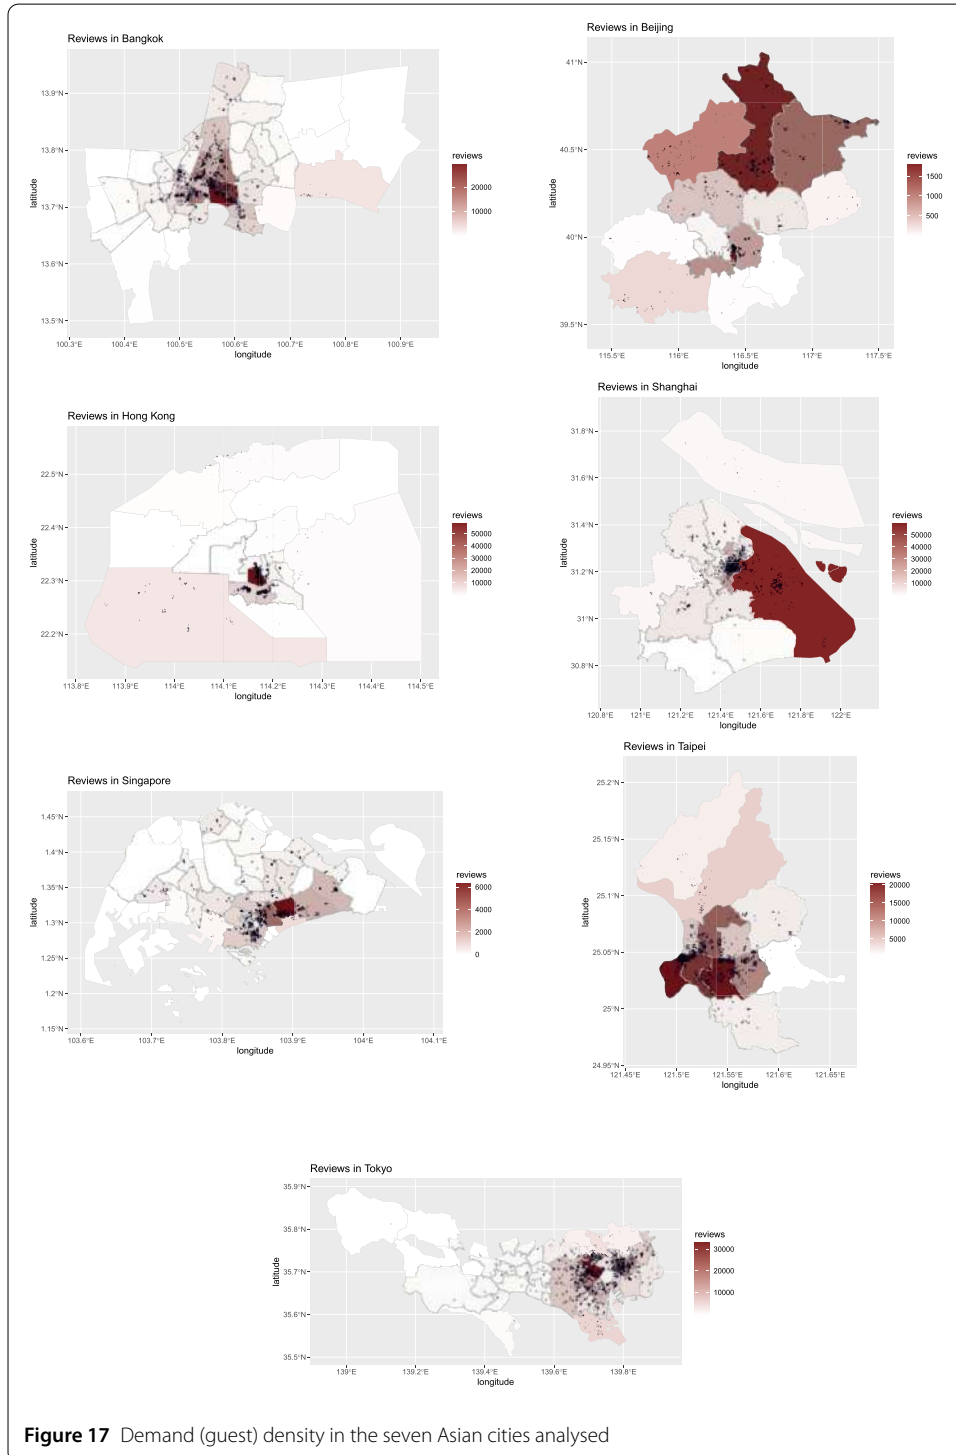 Reviews in Bangkok
13.9°N
13.8°N
13.7°N
13.6°N
13.5°N
latitude
100.3°E 100.4°E 100.5°E 100.6°E 100.7°E 100.8°E 100.9°E
longitude
reviews
20000
10000
Reviews in Beijing
41°N
40.5°N
40°N
39.5°N
latitude
115.5°E 116°E 116.5°E 117°E 117.5°E
longitude
reviews
1500
1000
500
Reviews in Hong Kong
22.5°N
22.4°N
22.3°N
22.2°N
latitude
113.8°E 113.9°E 114°E 114.1°E 114.2°E 114.3°E 114.4°E 114.5°E
longitude
reviews
50000
40000
30000
20000
10000
Reviews in Shanghai
31.8°N
31.6°N
31.4°N
31.2°N
31°N
30.8°N
latitude
120.8°E 121°E 121.2°E 121.4°E 121.6°E 121.8°E 122°E
longitude
reviews
50000
40000
30000
20000
10000
Reviews in Singapore
1.45°N
1.4°N
1.35°N
1.3°N
1.25°N
1.2°N
1.15°N
latitude
103.6°E 103.7°E 103.8°E 103.9°E 104°E 104.1°E
longitude
reviews
6000
4000
2000
0
Reviews in Taipei
25.2°N
25.15°N
25.1°N
25.05°N
25°N
24.95°N
latitude
121.45°E 121.5°E 121.55°E 121.6°E 121.65°E
longitude
reviews
20000
15000
10000
5000
Reviews in Tokyo
35.9°N
35.8°N
35.7°N
35.6°N
35.5°N
latitude
139°E 139.2°E 139.4°E 139.6°E 139.8°E
longitude
reviews
30000
20000
10000
Figure 17 Demand (guest) density in the seven Asian cities analysed